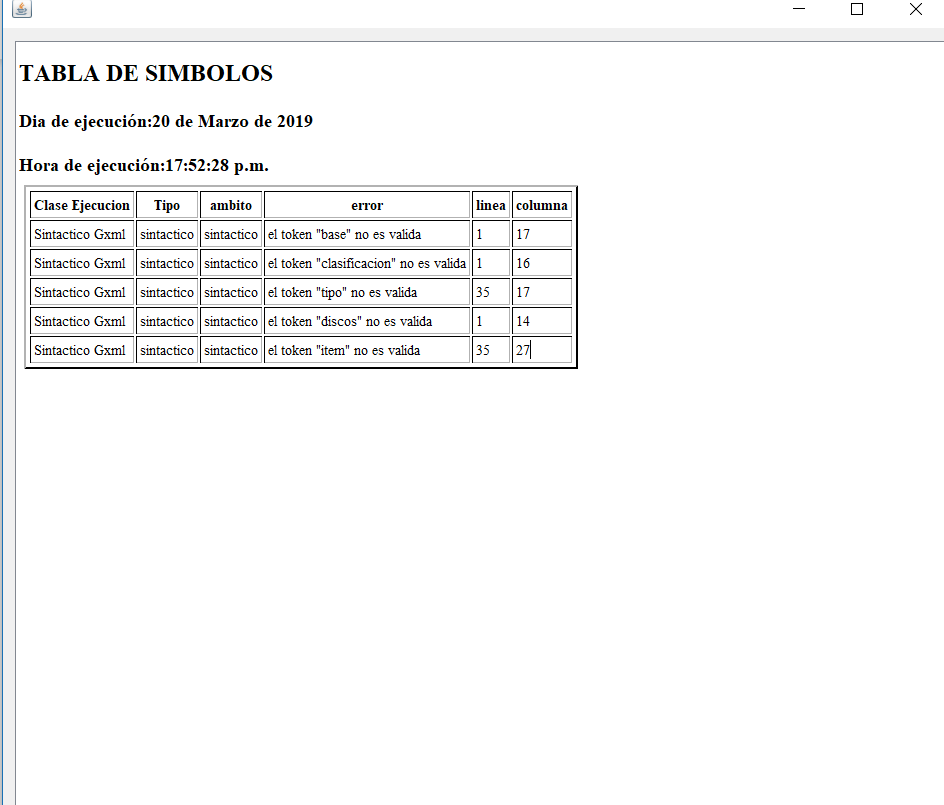 TABLA DE SIMBOLOS
Dia de ejecución:20 de Marzo de 2019
Hora de ejecución:17:52:28 p.m.
Clase Ejecucion Tipo ambito error linea columna
Sintactico Gxml sintactico sintactico el token "base" no es valida 1 17
Sintactico Gxml sintactico sintactico el token "clasificacion" no es valida 1 16
Sintactico Gxml sintactico sintactico el token "tipo" no es valida 35 17
Sintactico Gxml sintactico sintactico el token "discos" no es valida 1 14
Sintactico Gxml sintactico sintactico el token "item" no es valida 35 27